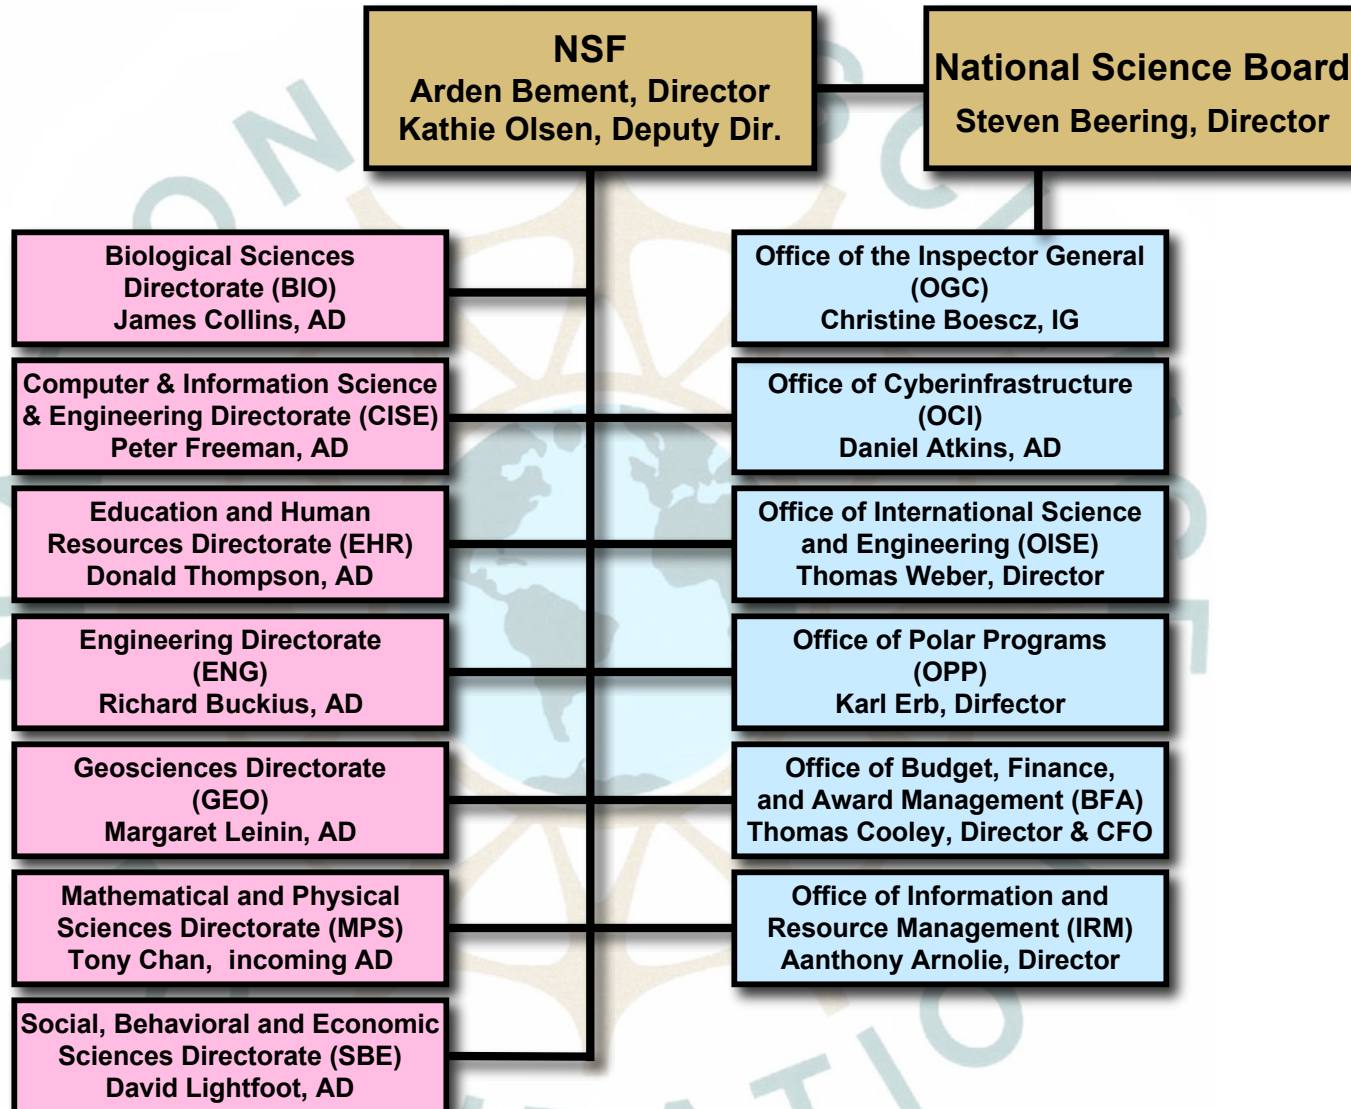 NSF
Arden Bement, Director
Kathie Olsen, Deputy Dir.
National Science Board
Steven Beering, Director
Biological Sciences
Directorate (BIO)
James Collins, AD
Computer & Information Science
& Engineering Directorate (CISE)
Peter Freeman, AD
Education and Human
Resources Directorate (EHR)
Donald Thompson, AD
Engineering Directorate
(ENG)
Richard Buckius, AD
Geosciences Directorate
(GEO)
Margaret Leinin, AD
Mathematical and Physical
Sciences Directorate (MPS)
Tony Chan,  incoming AD
Social, Behavioral and Economic
Sciences Directorate (SBE)
David Lightfoot, AD
Office of the Inspector General
(OGC)
Christine Boescz, IG
Office of Cyberinfrastructure
(OCI)
Daniel Atkins, AD
Office of International Science
and Engineering (OISE)
Thomas Weber, Director
Office of Polar Programs
(OPP)
Karl Erb, Dirfector
Office of Budget, Finance,
and Award Management (BFA)
Thomas Cooley, Director & CFO
Office of Information and
Resource Management (IRM)
Aanthony Arnolie, Director